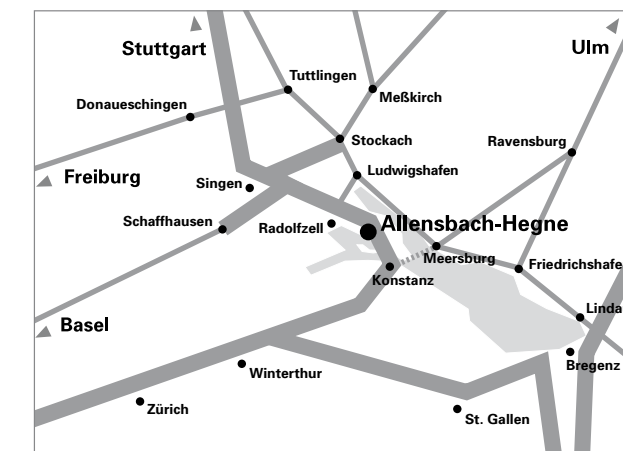 Stuttgart
Ulm
Tuttlingen
Meßkirch
Donaueschingen
Stockach
Ravensburg
Ludwigshafen
Freiburg
Singen
Schaffhausen
Radolfzell
Allensbach-Hegne
Meersburg
Friedrichshafe
Konstanz
Linda
Basel
Bregenz
Winterthur
Zürich
St. Gallen